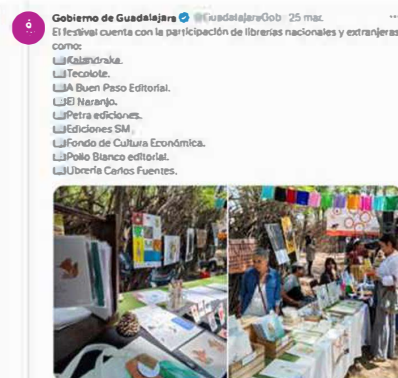 Gobierno de Guadalajara @GuadalajaraGob · 25 mar.
El festival cuenta con la participación de librerías nacionales y extranjeras
como:
Kalandraka.
Tecolote.
A Buen Paso Editorial.
El Naranjo.
Petra ediciones.
Ediciones SM.
Fondo de Cultura Económica.
Pollo Blanco editorial.
Librería Carlos Fuentes.